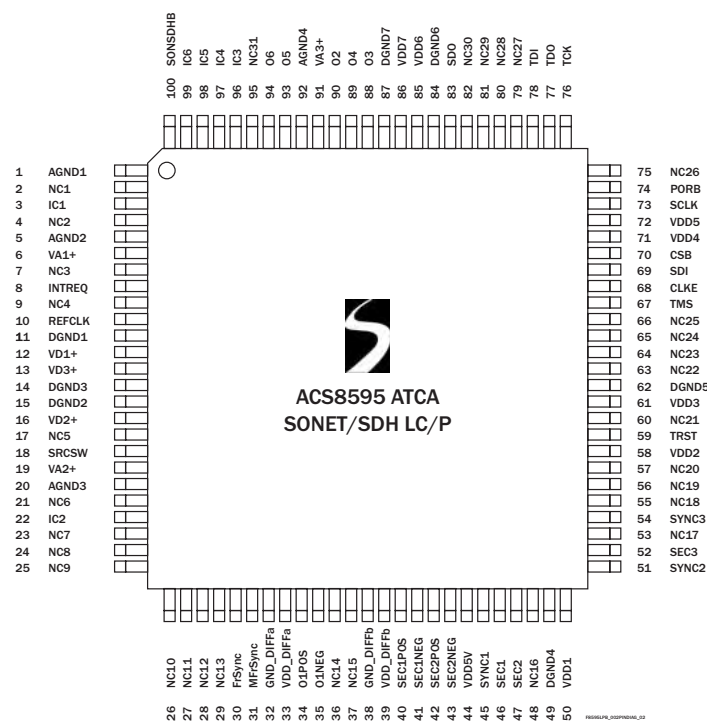 100 SONSDHB
99 IC6
98 IC5
97 IC4
96 IC3
95 NC31
94 O6
93 O5
92 AGND4
91 VA3+
90 O2
89 O4
88 O3
87 DGND7
86 VDD7
85 VDD6
84 DGND6
83 SDO
82 NC30
81 NC29
80 NC28
79 NC27
78 TDI
77 TDO
76 TCK
1 AGND1
2 NC1
3 IC1
4 NC2
5 AGND2
6 VA1+
7 NC3
8 INTREQ
9 NC4
10 REFCLK
11 DGND1
12 VD1+
13 VD3+
14 DGND3
15 DGND2
16 VD2+
17 NC5
18 SRCSW
19 VA2+
20 AGND3
21 NC6
22 IC2
23 NC7
24 NC8
25 NC9
ACS8595 ATCA
SONET/SDH LC/P
75 NC26
74 PORB
73 SCLK
72 VDD5
71 VDD4
70 CSB
69 SDI
68 CLKE
67 TMS
66 NC25
65 NC24
64 NC23
63 NC22
62 DGND5
61 VDD3
60 NC21
59 TRST
58 VDD2
57 NC20
56 NC19
55 NC18
54 SYNC3
53 NC17
52 SEC3
51 SYNC2
26 NC10
27 NC11
28 NC12
29 NC13
30 FrSync
31 MFrSync
32 GND_DIFFa
33 VDD_DIFFa
34 O1POS
35 O1NEG
36 NC14
37 NC15
38 GND_DIFFb
39 VDD_DIFFb
40 SEC1POS
41 SEC1NEG
42 SEC2POS
43 SEC2NEG
44 VDD5V
45 SYNC1
46 SEC1
47 SEC2
48 NC16
49 DGND4
50 VDD1